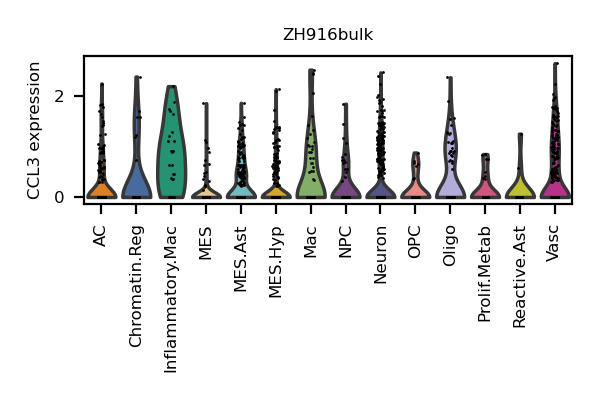 ZH916bulk
CCL3 expression
2
0
AC
Chromatin.Reg
Inflammatory.Mac
MES
MES.Ast
MES.Hyp
Mac
NPC
Neuron
OPC
Oligo
Prolif.Metab
Reactive.Ast
Vasc